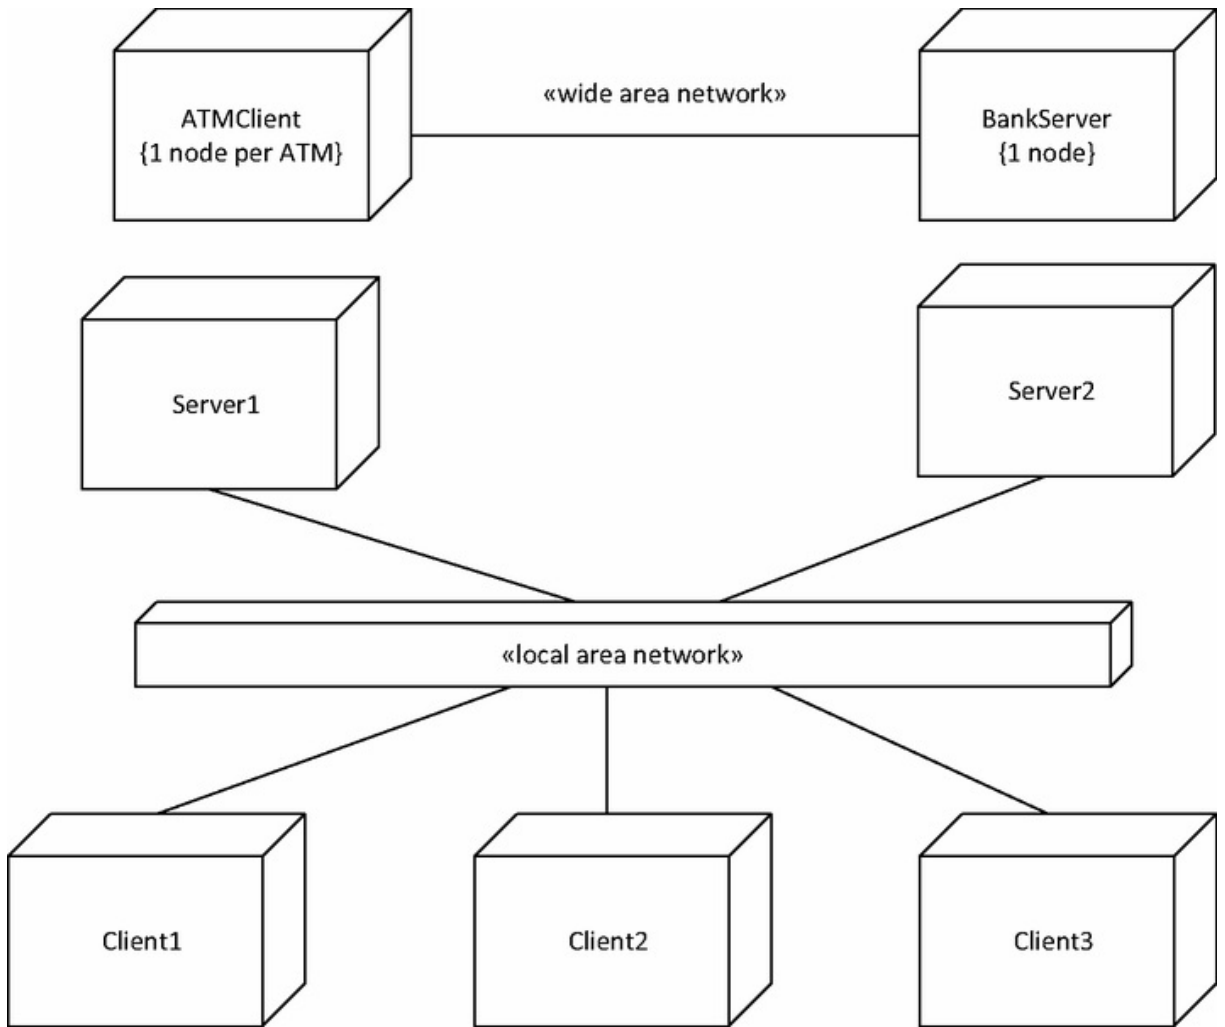 «wide area network»
ATMClient
{1 node per ATM}
BankServer
{1 node}
Server1
Server2
«local area network»
Client1
Client2
Client3